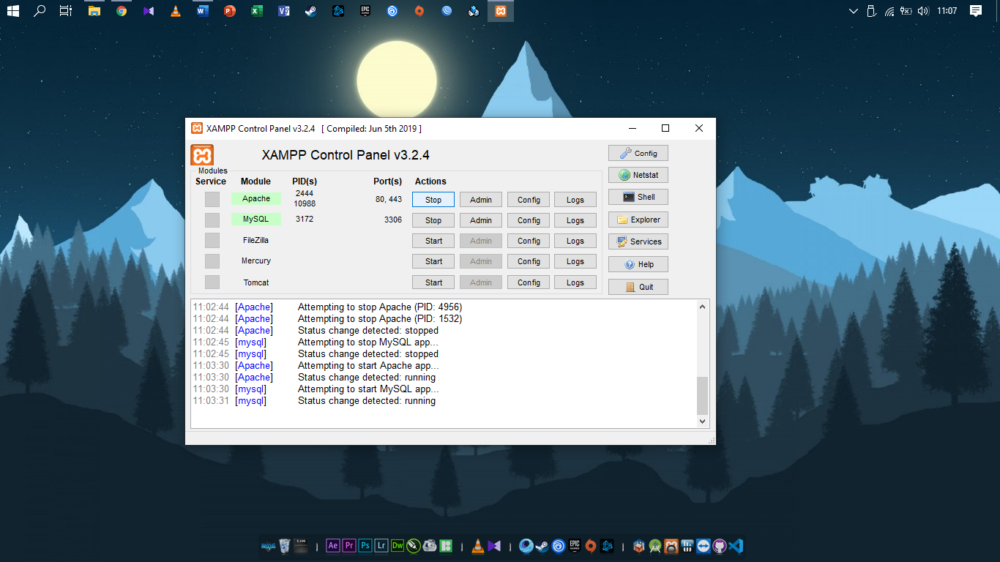 11:07
XAMPP Control Panel v3.2.4 [ Compiled: Jun 5th 2019 ]
XAMPP Control Panel v3.2.4
Config
Modules
Service Module PID(s) Port(s) Actions
Netstat
Apache 2444 10988 80, 443 Stop Admin Config Logs
Shell
MySQL 3172 3306 Stop Admin Config Logs
Explorer
FileZilla Start Admin Config Logs
Services
Mercury Start Admin Config Logs
Help
Tomcat Start Admin Config Logs
Quit
11:02:44 [Apache] Attempting to stop Apache (PID: 4956)
11:02:44 [Apache] Attempting to stop Apache (PID: 1532)
11:02:44 [Apache] Status change detected: stopped
11:02:45 [mysql] Attempting to stop MySQL app...
11:02:45 [mysql] Status change detected: stopped
11:03:30 [Apache] Attempting to start Apache app...
11:03:30 [Apache] Status change detected: running
11:03:30 [mysql] Attempting to start MySQL app...
11:03:31 [mysql] Status change detected: running
Ae Pr Ps Lr Dw